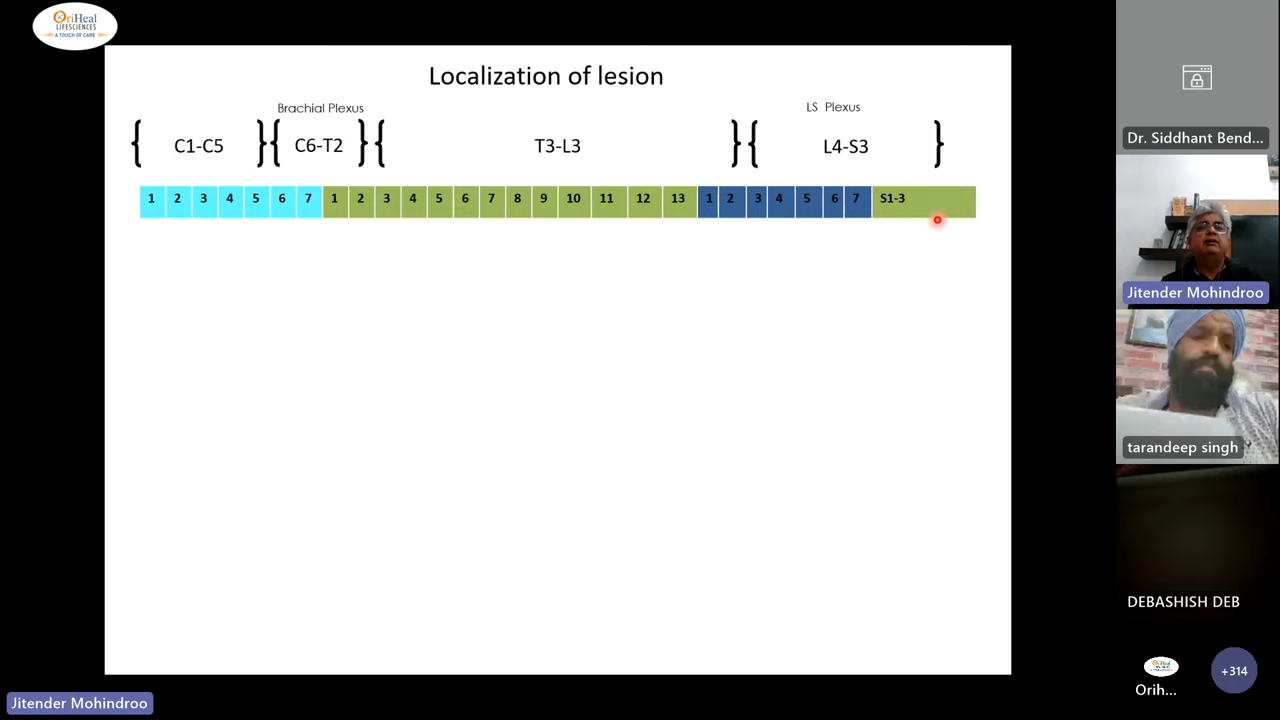 OriHeal
LIFESCIENCES
A TOUCH OF CARE
Localization of lesion
Brachial Plexus
LS Plexus
{ C1-C5 } { C6-T2 } { T3-L3 } { L4-S3 }
1 2 3 4 5 6 7 1 2 3 4 5 6 7 8 9 10 11 12 13 1 2 3 4 5 6 7 S1-3
Dr. Siddhant Bend...
Jitender Mohindroo
tarandeep singh
DEBASHISH DEB
Orih...
+314
Jitender Mohindroo